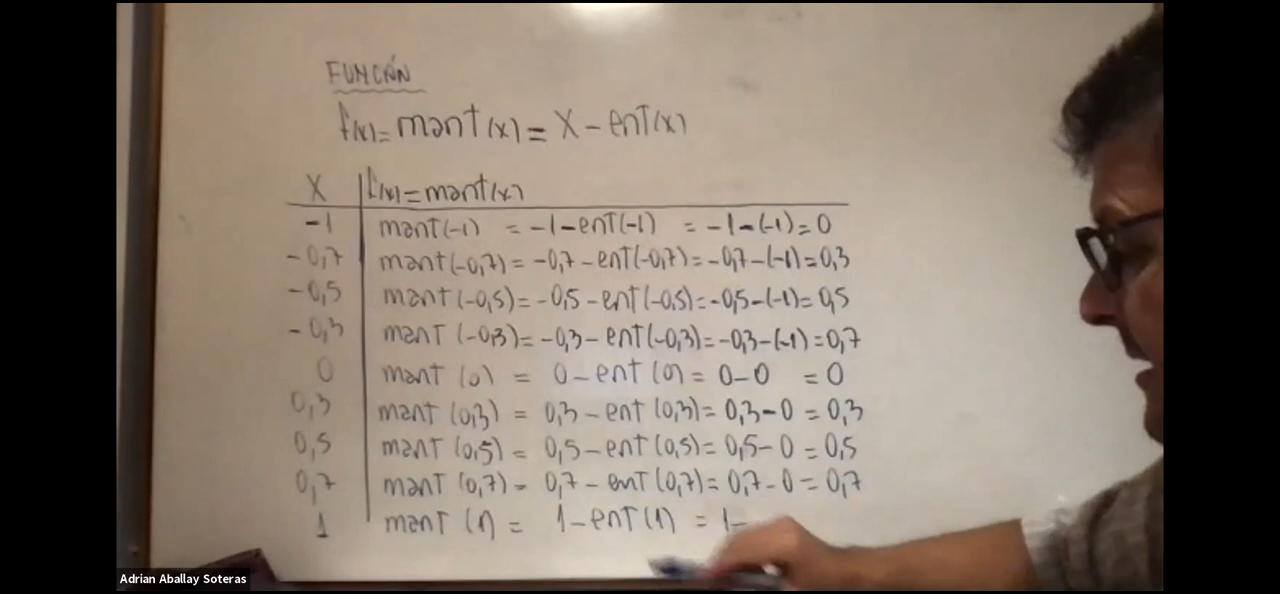 FUNCIÓN
f(x)= mant(x) = X - ent(x)
X f(x)=mant(x)
-1 mant(-1) = -1-ent(-1) = -1-(-1)=0
-0,7 mant(-0,7)= -0,7-ent(-0,7)=-0,7-(-1)=0,3
-0,5 mant(-0,5)= -0,5-ent(-0,5)=-0,5-(-1)=0,5
-0,3 mant(-0,3)= -0,3-ent(-0,3)=-0,3-(-1)=0,7
0 mant(0) = 0-ent(0)= 0-0 =0
0,3 mant(0,3) = 0,3-ent(0,3)= 0,3-0 =0,3
0,5 mant(0,5)= 0,5-ent(0,5)= 0,5-0 =0,5
0,7 mant(0,7)= 0,7-ent(0,7)= 0,7-0=0,7
1 mant(1) = 1-ent(1) = 1-
Adrian Aballay Soteras